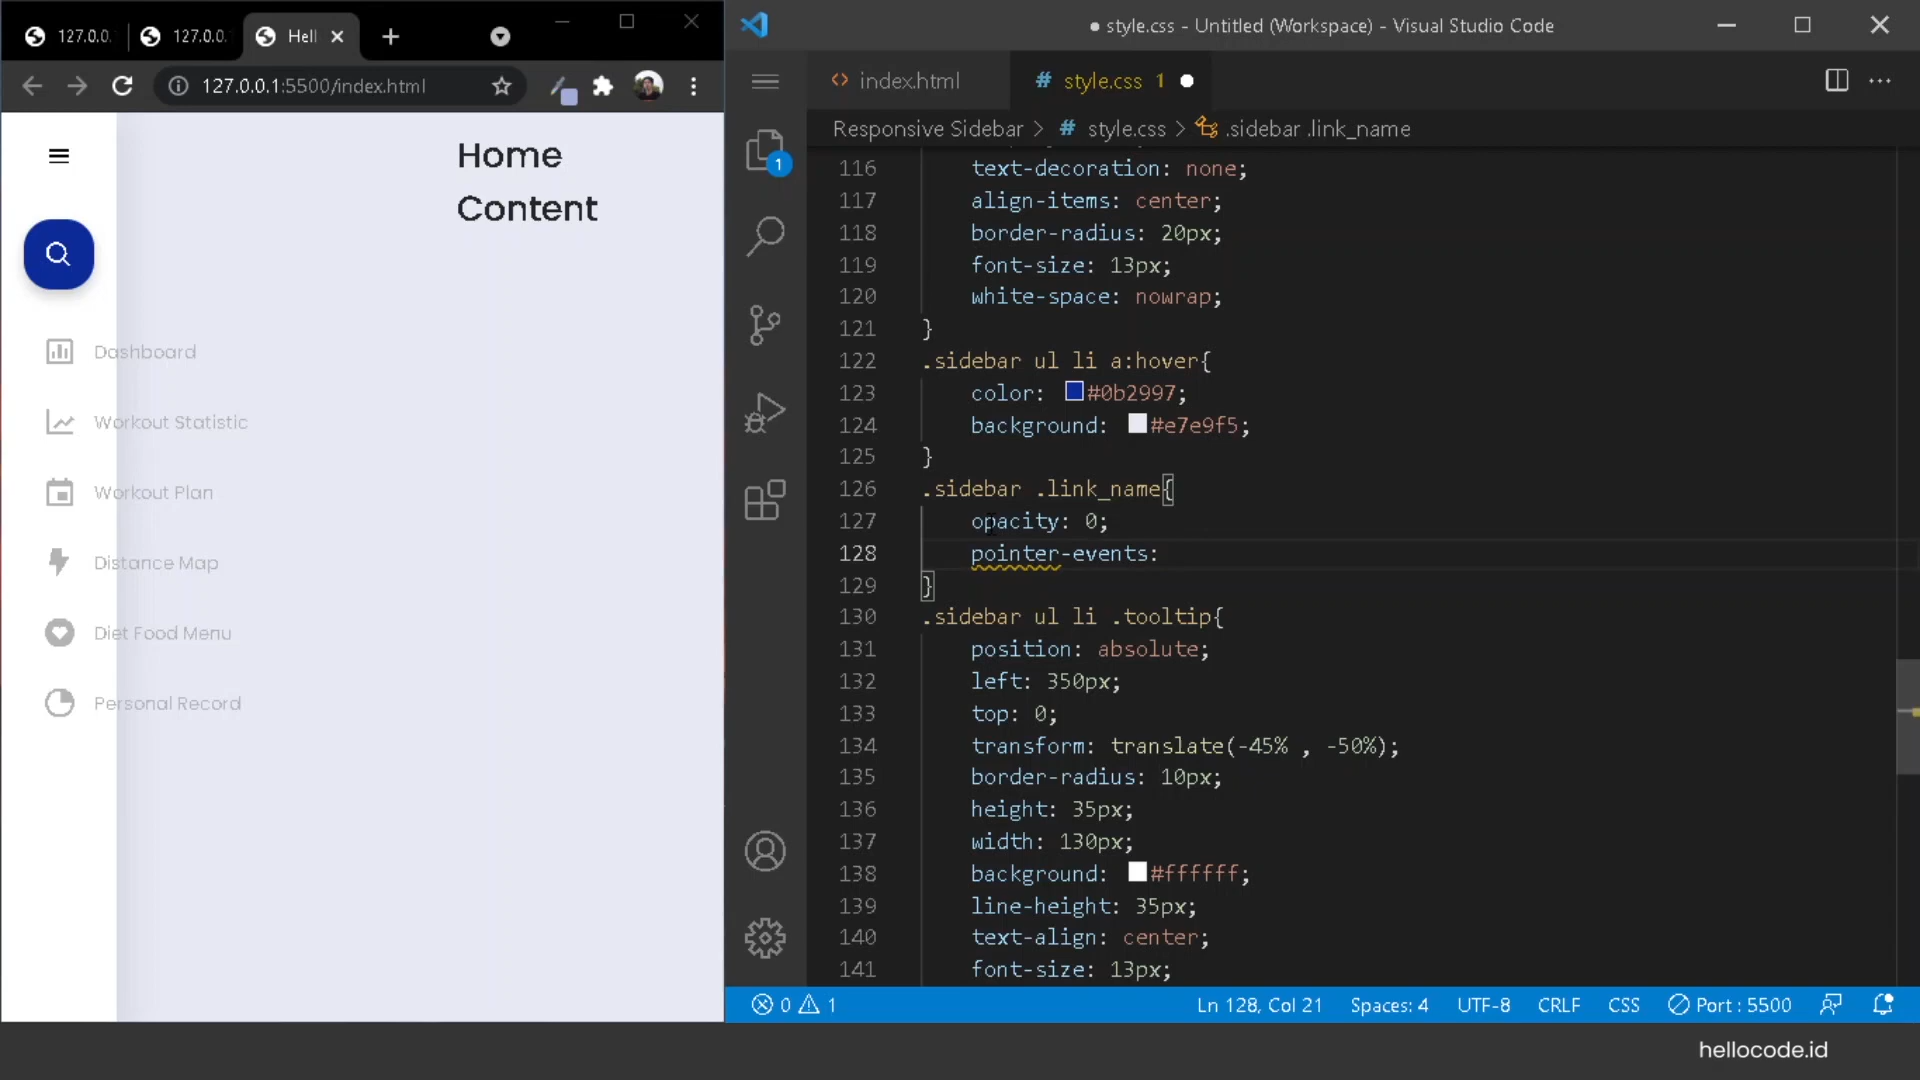 127.0.0.
127.0.0.
Hell
127.0.0.1:5500/index.html
Home
Content
Dashboard
Workout Statistic
Workout Plan
Distance Map
Diet Food Menu
Personal Record
● style.css - Untitled (Workspace) - Visual Studio Code
index.html
# style.css 1
Responsive Sidebar > # style.css > .sidebar .link_name
1
116 text-decoration: none;
117 align-items: center;
118 border-radius: 20px;
119 font-size: 13px;
120 white-space: nowrap;
121 }
122 .sidebar ul li a:hover{
123 color: #0b2997;
124 background: #e7e9f5;
125 }
126 .sidebar .link_name{
127 opacity: 0;
128 pointer-events:
129 }
130 .sidebar ul li .tooltip{
131 position: absolute;
132 left: 350px;
133 top: 0;
134 transform: translate(-45% , -50%);
135 border-radius: 10px;
136 height: 35px;
137 width: 130px;
138 background: #ffffff;
139 line-height: 35px;
140 text-align: center;
141 font-size: 13px;
0 1 Ln 128, Col 21 Spaces: 4 UTF-8 CRLF CSS Port : 5500
hellocode.id